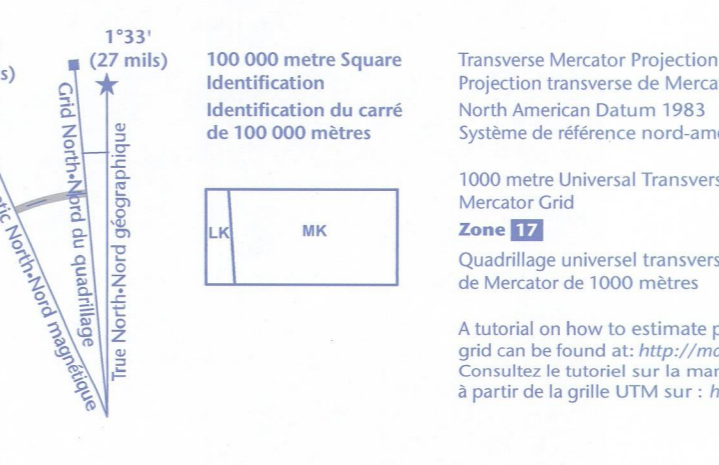 1°33'
(27 mils)
s)
Grid North•Nord du quadrillage
True North•Nord géographique
etic North•Nord magnétique
100 000 metre Square
Identification
Identification du carré
de 100 000 mètres
LK
MK
Transverse Mercator Projection
Projection transverse de Merca
North American Datum 1983
Système de référence nord-amé
1000 metre Universal Transvers
Mercator Grid
Zone 17
Quadrillage universel transvers
de Mercator de 1000 mètres
A tutorial on how to estimate p
grid can be found at: http://ma
Consultez le tutoriel sur la man
à partir de la grille UTM sur : h